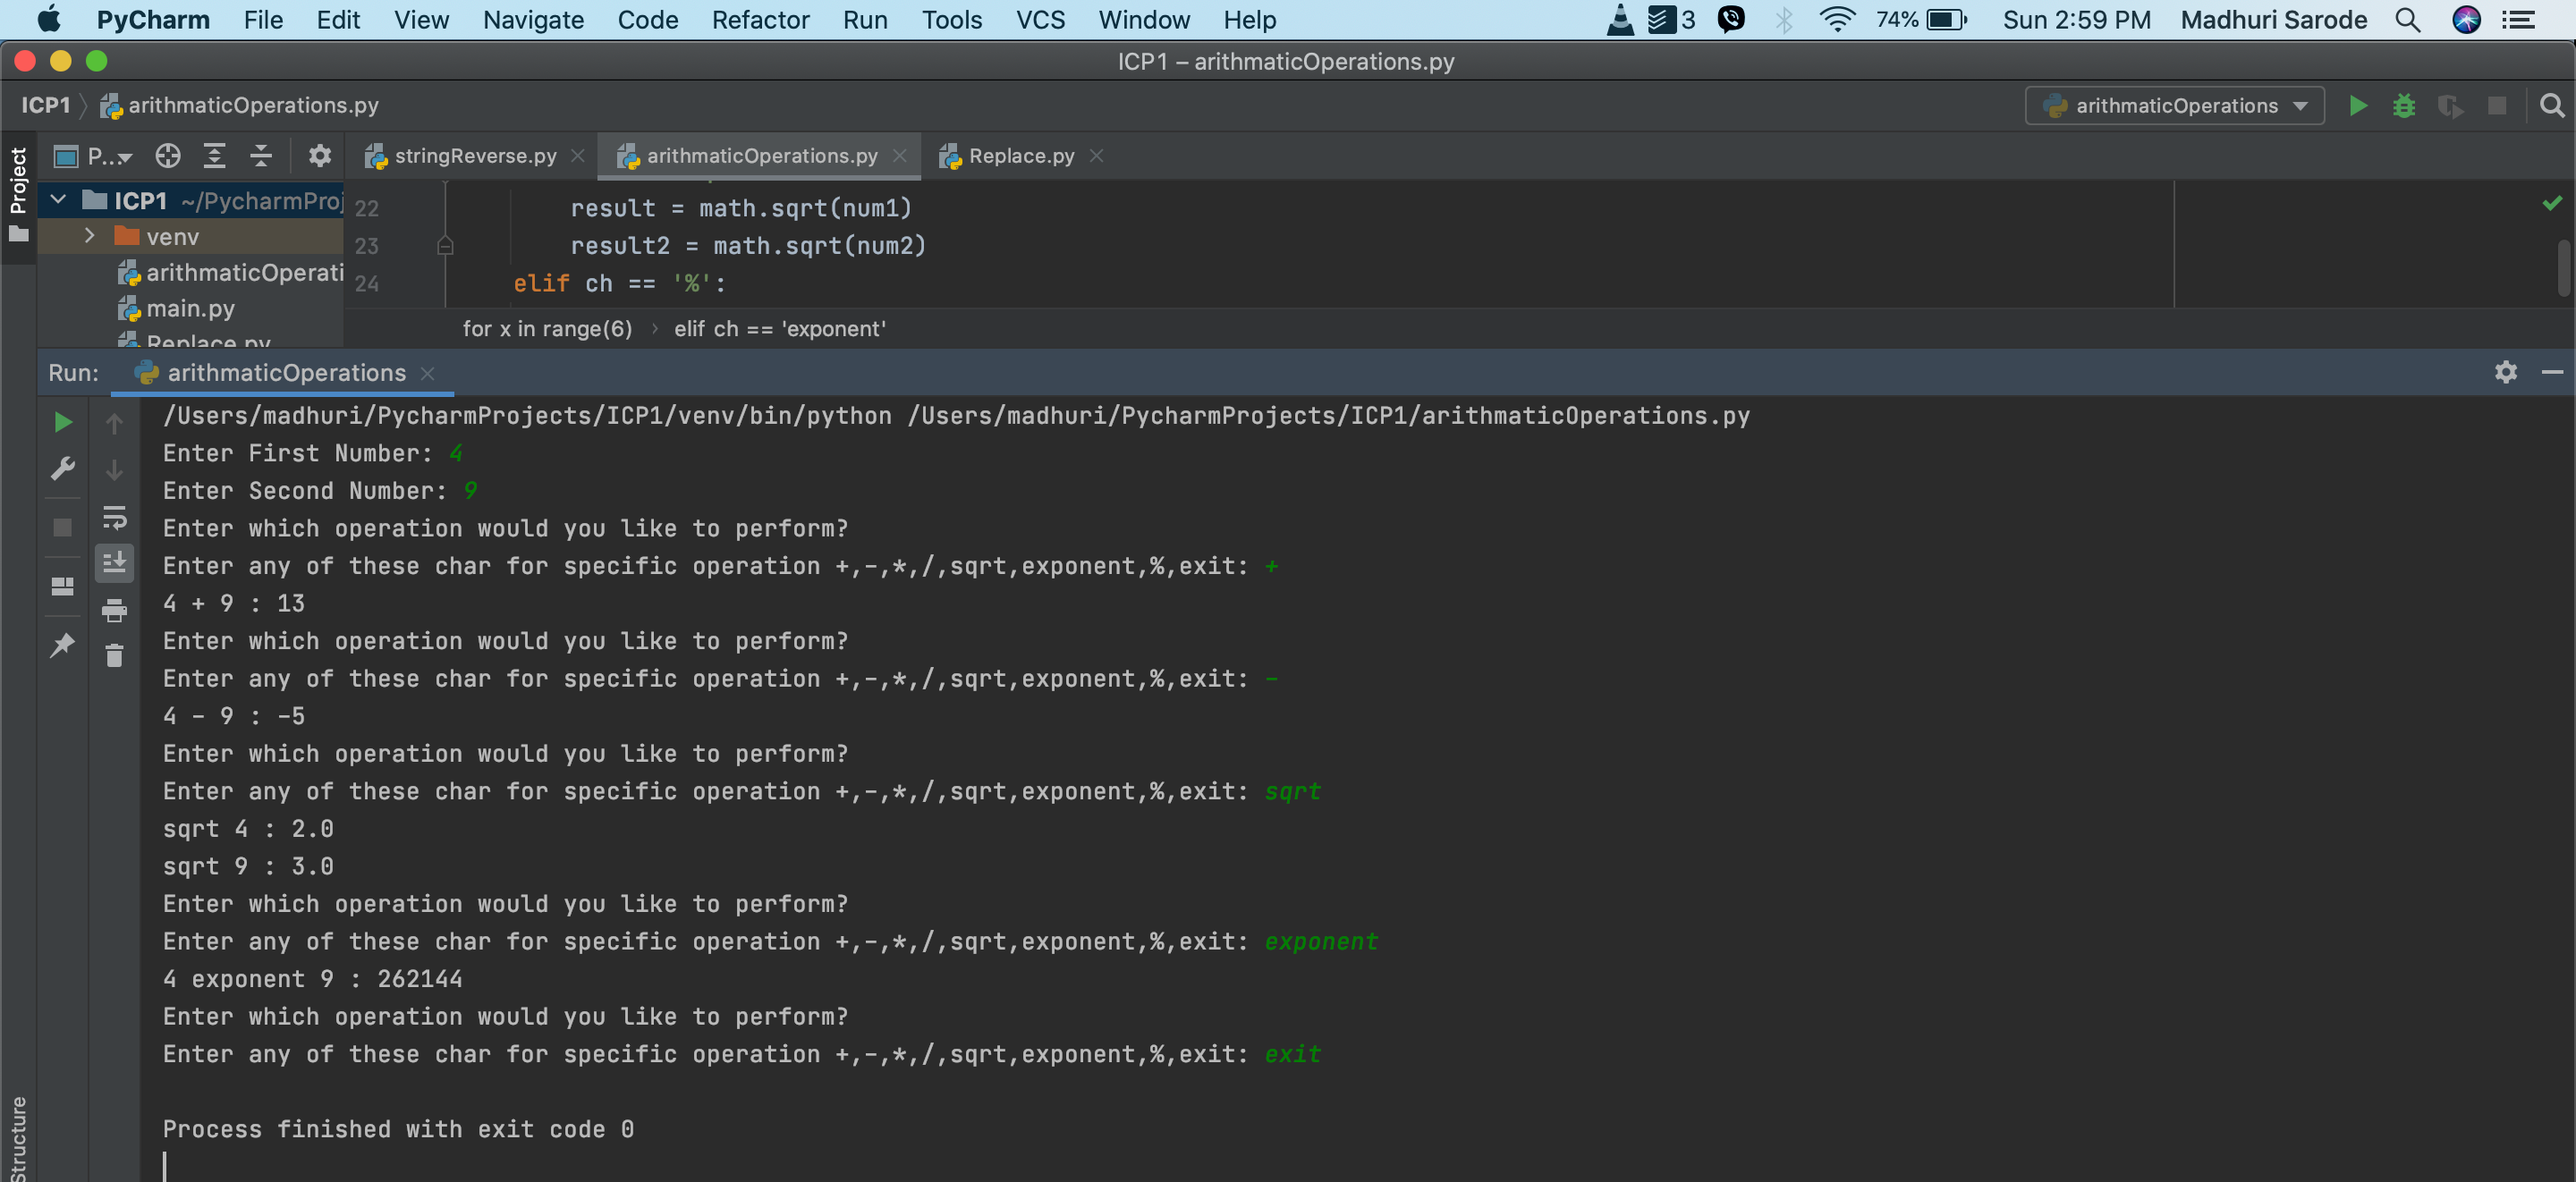 PyCharm File Edit View Navigate Code Refactor Run Tools VCS Window Help 3 74% Sun 2:59 PM Madhuri Sarode
ICP1 – arithmaticOperations.py
ICP1 arithmaticOperations.py arithmaticOperations
Project
P... stringReverse.py arithmaticOperations.py Replace.py
ICP1 ~/PycharmProj
venv
arithmaticOperati
main.py
Replace.py
22 result = math.sqrt(num1)
23 result2 = math.sqrt(num2)
24 elif ch == '%':
for x in range(6) › elif ch == 'exponent'
Run: arithmaticOperations
/Users/madhuri/PycharmProjects/ICP1/venv/bin/python /Users/madhuri/PycharmProjects/ICP1/arithmaticOperations.py
Enter First Number: 4
Enter Second Number: 9
Enter which operation would you like to perform?
Enter any of these char for specific operation +,-,*,/,sqrt,exponent,%,exit: +
4 + 9 : 13
Enter which operation would you like to perform?
Enter any of these char for specific operation +,-,*,/,sqrt,exponent,%,exit: -
4 - 9 : -5
Enter which operation would you like to perform?
Enter any of these char for specific operation +,-,*,/,sqrt,exponent,%,exit: sqrt
sqrt 4 : 2.0
sqrt 9 : 3.0
Enter which operation would you like to perform?
Enter any of these char for specific operation +,-,*,/,sqrt,exponent,%,exit: exponent
4 exponent 9 : 262144
Enter which operation would you like to perform?
Enter any of these char for specific operation +,-,*,/,sqrt,exponent,%,exit: exit
Process finished with exit code 0
Structure